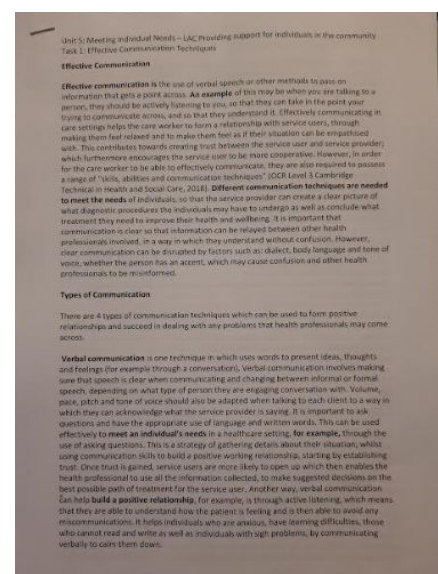 Unit 5: Meeting Individual Needs – LAC Providing support for individuals in the community
Task 1: Effective Communication Techniques
Effective Communication
Effective communication is the use of verbal speech or other methods to pass on
information that gets a point across. As example of this may be when you are talking to a
person, they should be actively listening to you, so that they can take in the point your
trying to communicate across, and so that they understand it. Effectively communicating in
care settings helps the care worker to form a relationship with service users, through
making them feel relaxed and to make them feel as if their situation can be empathised
with. This contributes towards creating trust between the service user and service provider;
which furthermore encourages the service user to be more cooperative. However, in order
for the care worker to be able to effectively communicate, they are also required to possess
a range of "skills, abilities and communication techniques" (OCR Level 3 Cambridge
Technical in Health and Social Care, 2018). Different communication techniques are needed
to meet the needs of individuals, so that the service provider can create a clear picture of
what diagnostic procedures the individuals may have to undergo as well as conclude what
treatment they need to improve their health and wellbeing. It is important that
communication is clear so that information can be relayed between other health
professionals involved, in a way in which they understand without confusion. However,
clear communication can be disrupted by factors such as: dialect, body language and tone of
voice, whether the person has an accent, which may cause confusion and other health
professionals to be misinformed.
Types of Communication
There are 4 types of communication techniques which can be used to form positive
relationships and succeed in dealing with any problems that health professionals may come
across.
Verbal communication is one technique in which uses words to present ideas, thoughts
and feelings (for example through a conversation). Verbal communication involves making
sure that speech is clear when communicating and changing between informal or formal
speech, depending on what type of person they are engaging conversation with. Volume,
pace, pitch and tone of voice should also be adapted when talking to each client to a way in
which they can acknowledge what the service provider is saying. It is important to ask
questions and have the appropriate use of language and written words. This can be used
effectively to meet an individual's needs in a healthcare setting, for example, through the
use of asking questions. This is a strategy of gathering details about their situation; whilst
using communication skills to build a positive working relationship, starting by establishing
trust. Once trust is gained, service users are more likely to open up which then enables the
health professional to use all the information collected, to make suggested decisions on the
best possible path of treatment for the service user. Another way, verbal communication
can help build a positive relationship, for example, is through active listening, which means
that they are able to understand how the patient is feeling and is then able to avoid any
miscommunications. It helps individuals who are anxious, have learning difficulties, those
who cannot read and write as well as individuals with sigh problems, by communicating
verbally to calm them down.